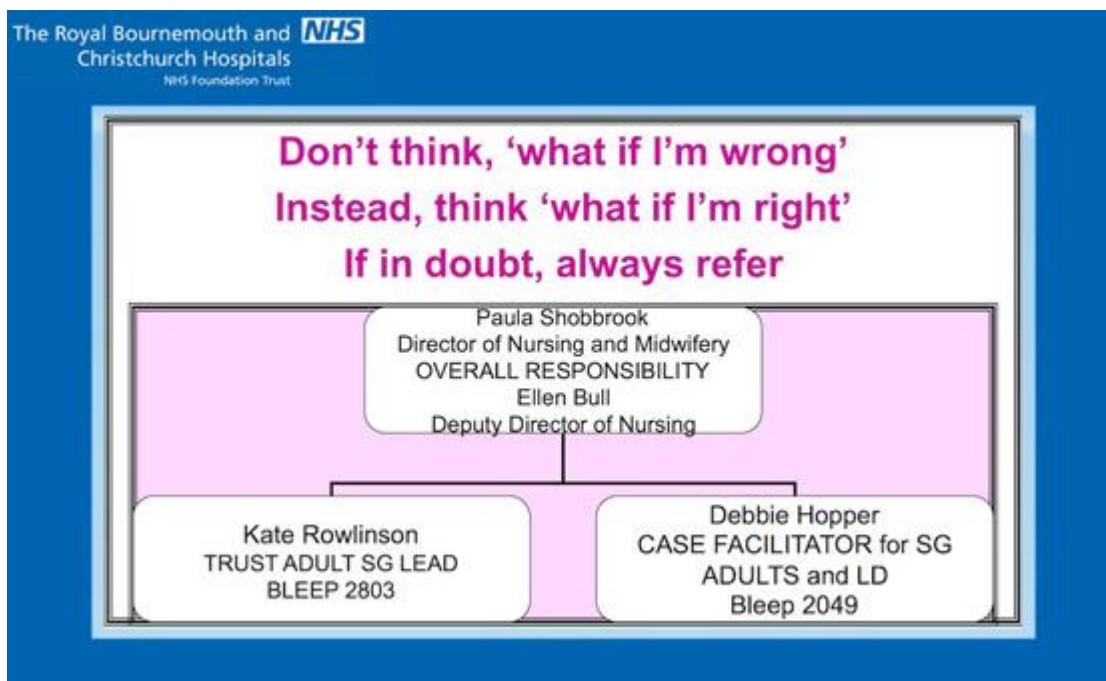 The Royal Bournemouth and NHS
Christchurch Hospitals
NHS Foundation Trust
Don't think, ‘what if I'm wrong’
Instead, think ‘what if I'm right’
If in doubt, always refer
Paula Shobbrook
Director of Nursing and Midwifery
OVERALL RESPONSIBILITY
Ellen Bull
Deputy Director of Nursing
Kate Rowlinson
TRUST ADULT SG LEAD
BLEEP 2803
Debbie Hopper
CASE FACILITATOR for SG
ADULTS and LD
Bleep 2049